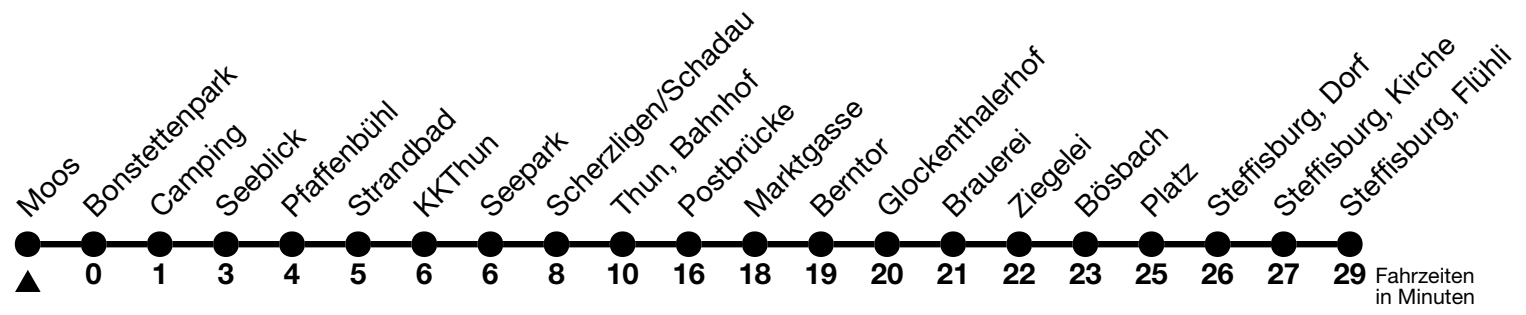 Moos
Bonstettenpark
Camping
Seeblick
Pfaffenbühl
Strandbad
KKThun
Seepark
Scherzligen/Schadau
Thun, Bahnhof
Postbrücke
Marktgasse
Berntor
Glockenthalerhof
Brauerei
Ziegelei
Bösbach
Platz
Steffisburg, Dorf
Steffisburg, Kirche
Steffisburg, Flühli
0 1 3 4 5 6 6 8 10 16 18 19 20 21 22 23 25 26 27 29
Fahrzeiten
in Minuten